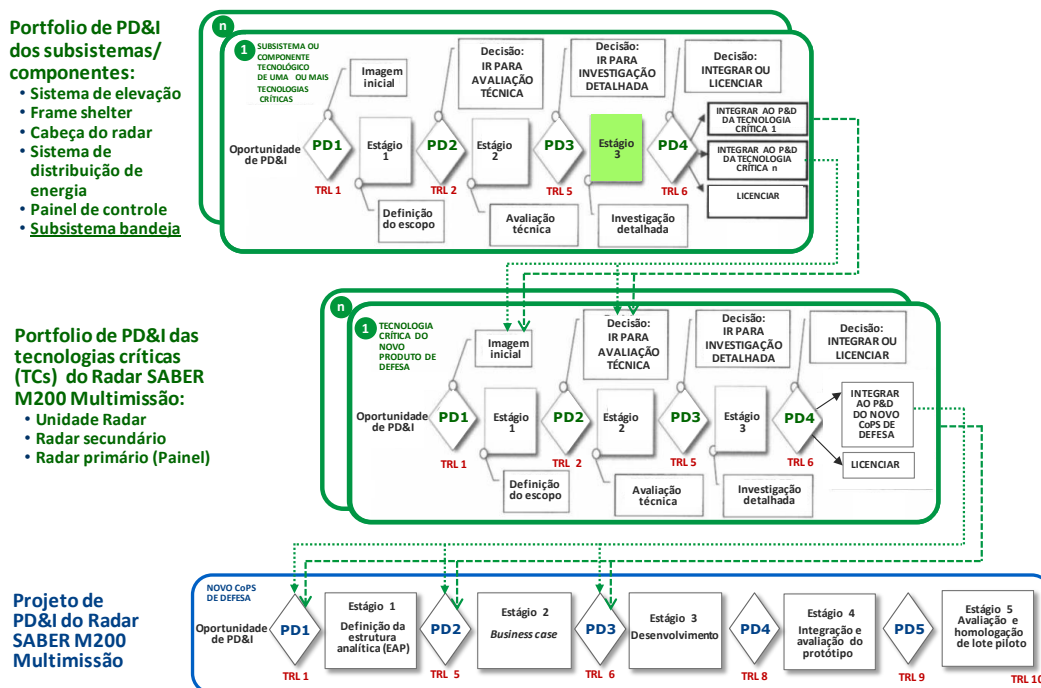 Portfolio de PD&I
dos subsistemas/
componentes:
• Sistema de elevação
• Frame shelter
• Cabeça do radar
• Sistema de
distribuição de
energia
• Painel de controle
• Subsistema bandeja
n
1
SUBSISTEMA OU
COMPONENTE
TECNOLÓGICO
DE UMA OU MAIS
TECNOLOGIAS
CRÍTICAS
Imagem
inicial
Decisão:
IR PARA
AVALIAÇÃO
TÉCNICA
Decisão:
IR PARA
INVESTIGAÇÃO
DETALHADA
Decisão:
INTEGRAR OU
LICENCIAR
Oportunidade
de PD&I
PD1
TRL 1
Estágio
1
PD2
TRL 2
Estágio
2
PD3
TRL 5
Estágio
3
PD4
TRL 6
INTEGRAR AO P&D
DA TECNOLOGIA
CRÍTICA 1
INTEGRAR AO P&D
DA TECNOLOGIA
CRÍTICA n
LICENCIAR
Definição
do escopo
Avaliação
técnica
Investigação
detalhada
Portfolio de PD&I das
tecnologias críticas
(TCs) do Radar SABER
M200 Multimissão:
• Unidade Radar
• Radar secundário
• Radar primário (Painel)
n
1
TECNOLOGIA
CRÍTICA DO
NOVO
PRODUTO DE
DEFESA
Imagem
inicial
Decisão:
IR PARA
AVALIAÇÃO
TÉCNICA
Decisão:
IR PARA
INVESTIGAÇÃO
DETALHADA
Decisão:
INTEGRAR OU
LICENCIAR
Oportunidade
de PD&I
PD1
TRL 1
Estágio
1
PD2
TRL 2
Estágio
2
PD3
TRL 5
Estágio
3
PD4
TRL 6
INTEGRAR
AO P&D
DO NOVO
CoPS DE
DEFESA
LICENCIAR
Definição
do escopo
Avaliação
técnica
Investigação
detalhada
Projeto de
PD&I do Radar
SABER M200
Multimissão
NOVO CoPS
DE DEFESA
Oportunidade
de PD&I
PD1
TRL 1
Estágio 1
Definição da
estrutura
analítica (EAP)
PD2
TRL 5
Estágio 2
Business case
PD3
TRL 6
Estágio 3
Desenvolvimento
PD4
TRL 8
Estágio 4
Integração e
avaliação do
protótipo
PD5
TRL 9
Estágio 5
Avaliação e
homologação
de lote piloto
TRL 10